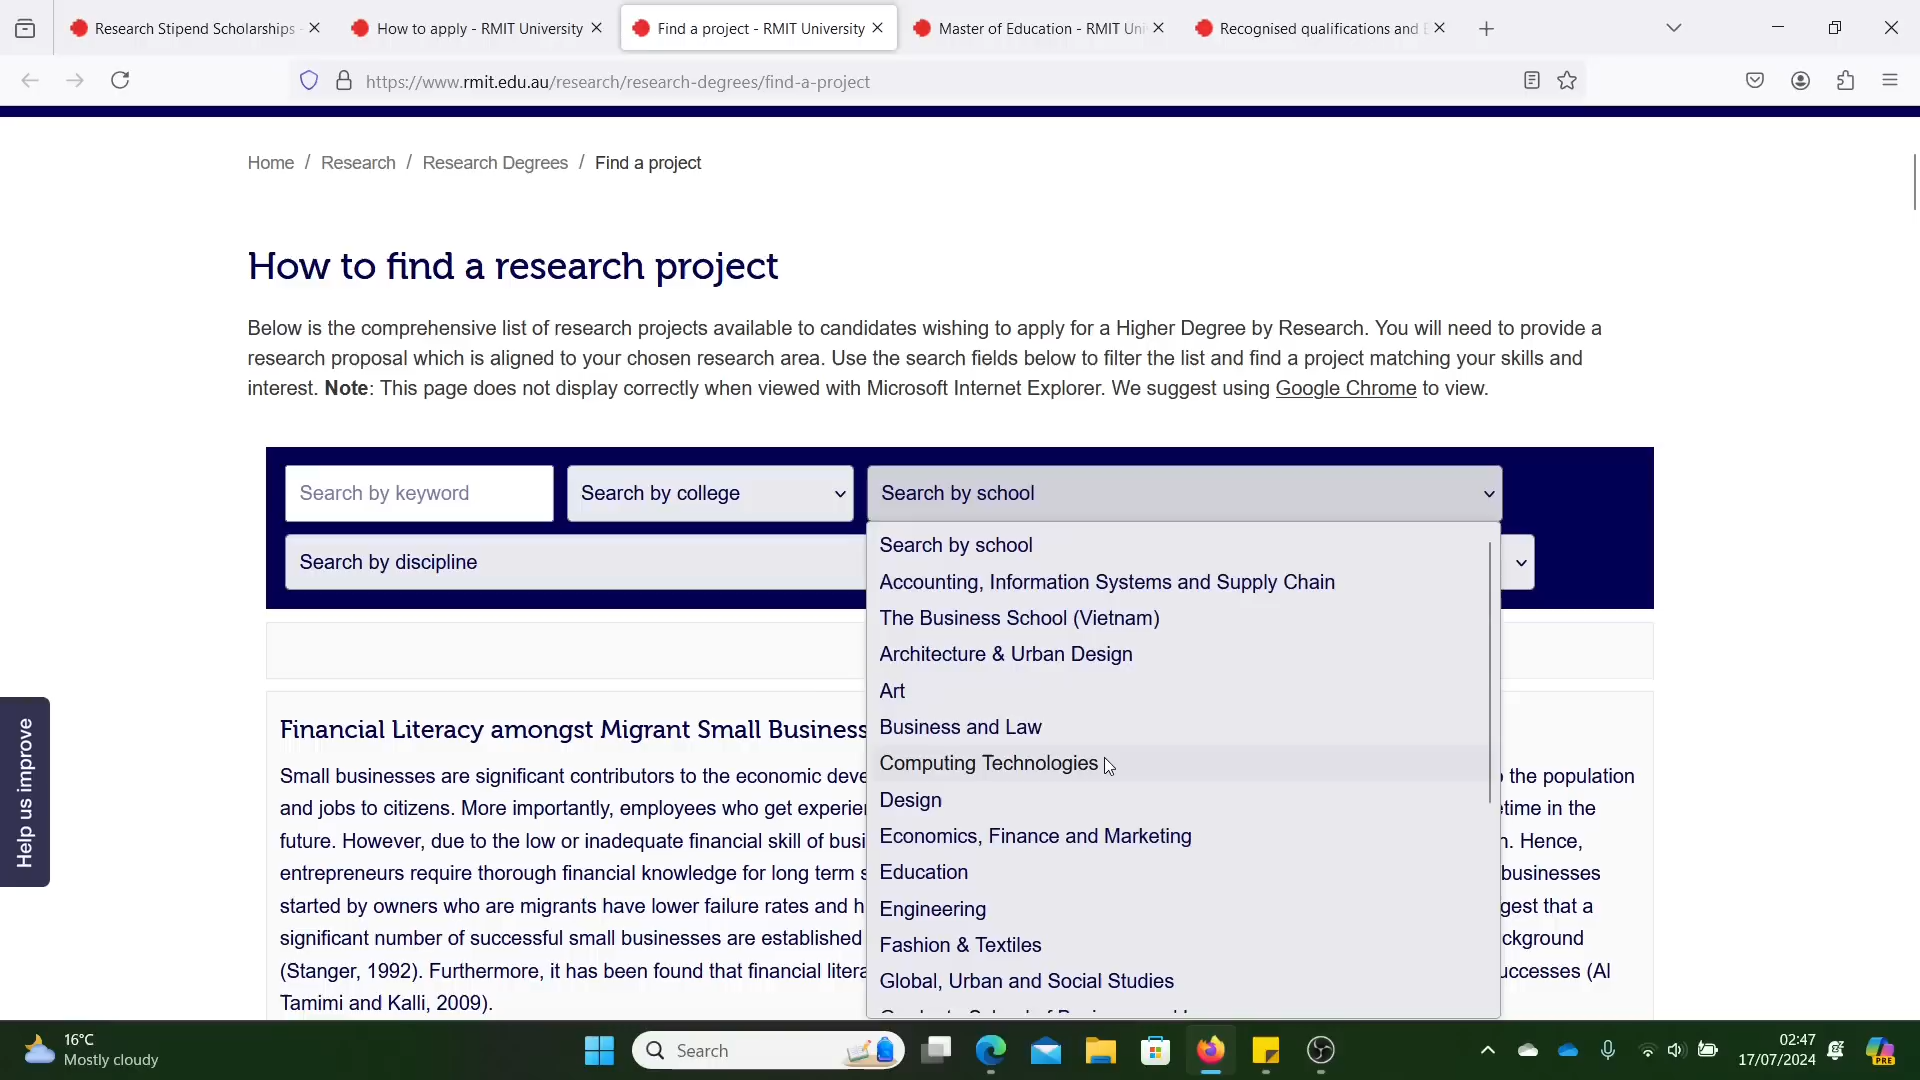 Research Stipend Scholarships -
How to apply - RMIT University
Find a project - RMIT University
Master of Education - RMIT Uni
Recognised qualifications and E
https://www.rmit.edu.au/research/research-degrees/find-a-project
Home / Research / Research Degrees / Find a project
How to find a research project
Below is the comprehensive list of research projects available to candidates wishing to apply for a Higher Degree by Research. You will need to provide a
research proposal which is aligned to your chosen research area. Use the search fields below to filter the list and find a project matching your skills and
interest. Note: This page does not display correctly when viewed with Microsoft Internet Explorer. We suggest using Google Chrome to view.
Search by keyword
Search by college
Search by school
Search by discipline
Search by school
Accounting, Information Systems and Supply Chain
The Business School (Vietnam)
Architecture & Urban Design
Art
Business and Law
Computing Technologies
Design
Economics, Finance and Marketing
Education
Engineering
Fashion & Textiles
Global, Urban and Social Studies
Financial Literacy amongst Migrant Small Business
Small businesses are significant contributors to the economic deve the population
and jobs to citizens. More importantly, employees who get experie time in the
future. However, due to the low or inadequate financial skill of busi n. Hence,
entrepreneurs require thorough financial knowledge for long term s businesses
started by owners who are migrants have lower failure rates and h gest that a
significant number of successful small businesses are established ckground
(Stanger, 1992). Furthermore, it has been found that financial litera uccesses (Al
Tamimi and Kalli, 2009).
Help us improve
16°C
Mostly cloudy
Search
02:47
17/07/2024
PRE